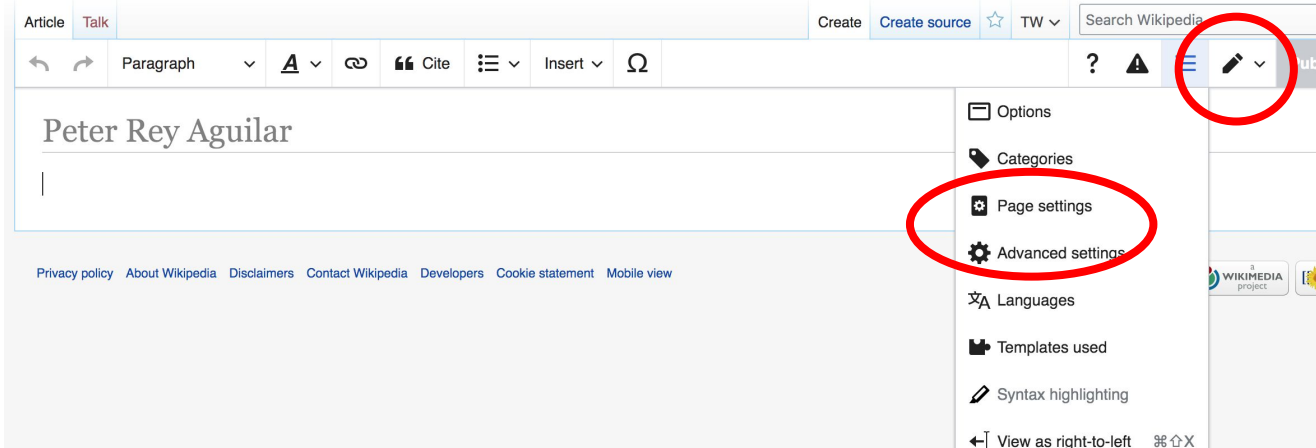 Article Talk Create Create source TW Search Wikipedia
Paragraph A Cite Insert Ω ?
Peter Rey Aguilar
Options
Categories
Page settings
Advanced settings
Languages
Templates used
Syntax highlighting
View as right-to-left ⌘⇧X
Privacy policy About Wikipedia Disclaimers Contact Wikipedia Developers Cookie statement Mobile view
a
WIKIMEDIA
project